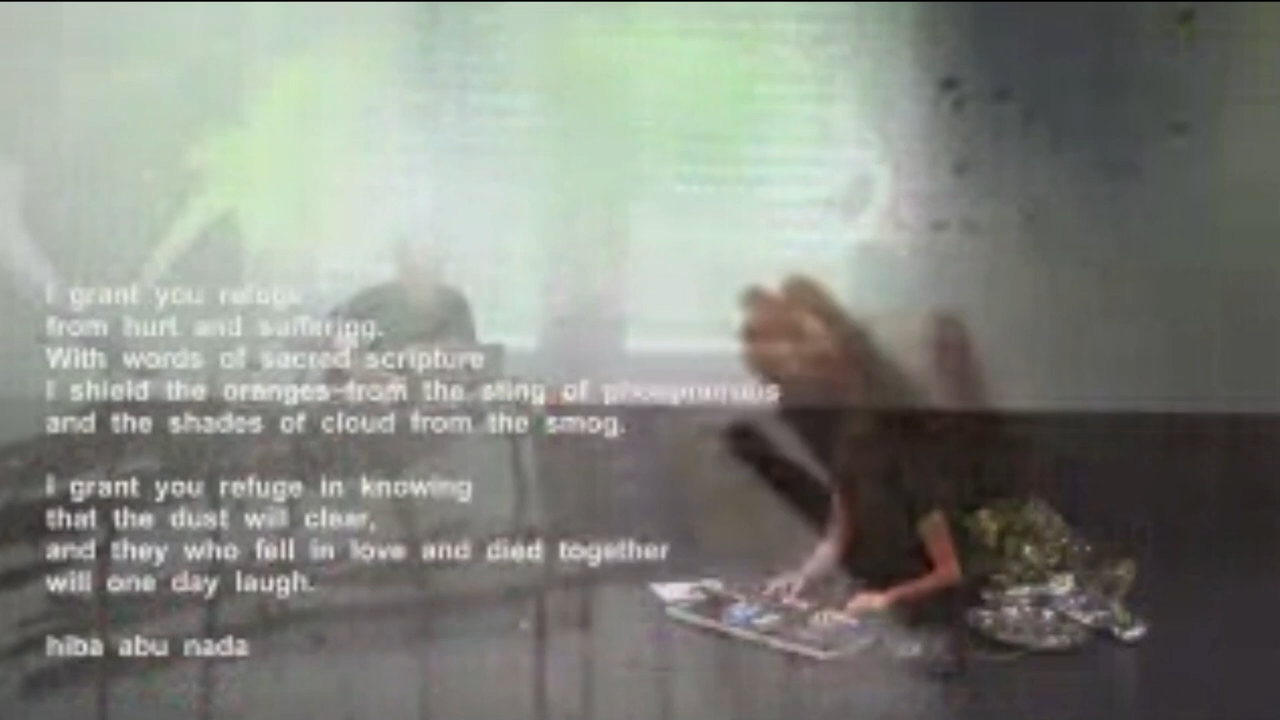 I grant you refuge
from hurt and suffering.
With words of sacred scripture
I shield the oranges from the sting of phosphorous
and the shades of cloud from the smog.
I grant you refuge in knowing
that the dust will clear,
and they who fell in love and died together
will one day laugh.
hiba abu nada